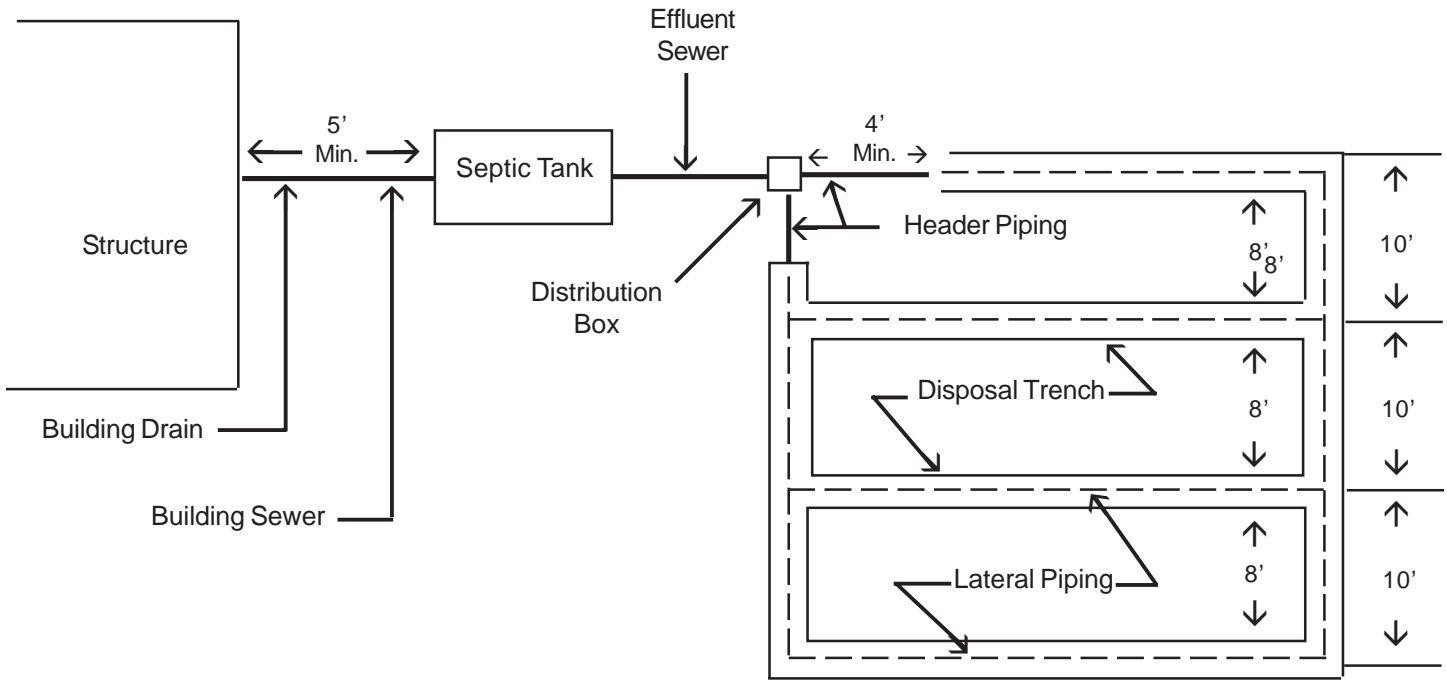 Effluent
Sewer
5’
Min.
4’
Min.
Septic Tank
Structure
Header Piping
8’
8’
10’
Distribution
Box
Disposal Trench
8’
10’
Building Drain
Building Sewer
Lateral Piping
8’
10’